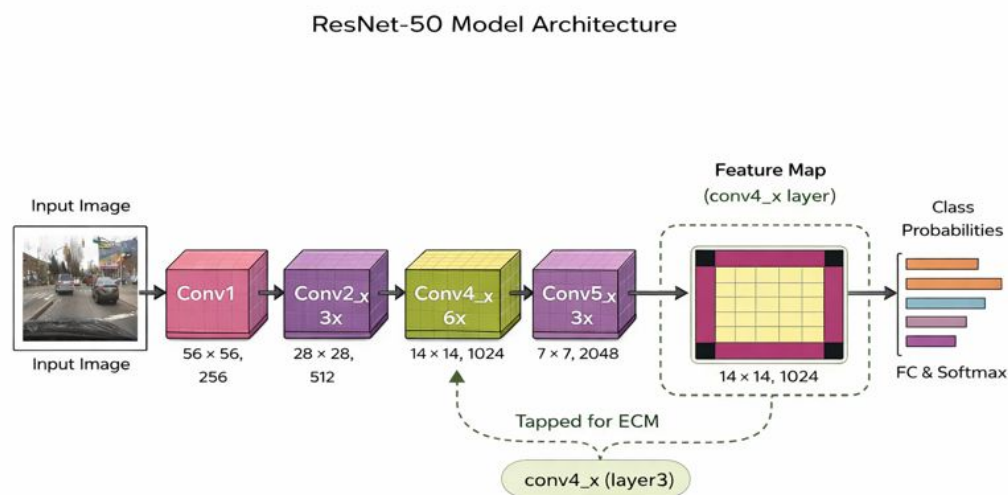 ResNet-50 Model Architecture
Feature Map
(conv4_x layer)
Input Image
Class
Probabilities
Conv1
Conv2_x
3x
Conv4_x
6x
Conv5_x
3x
Input Image
56 × 56,
256
28 × 28,
512
14 × 14, 1024
7 × 7, 2048
14 × 14, 1024
FC & Softmax
Tapped for ECM
conv4_x (layer3)